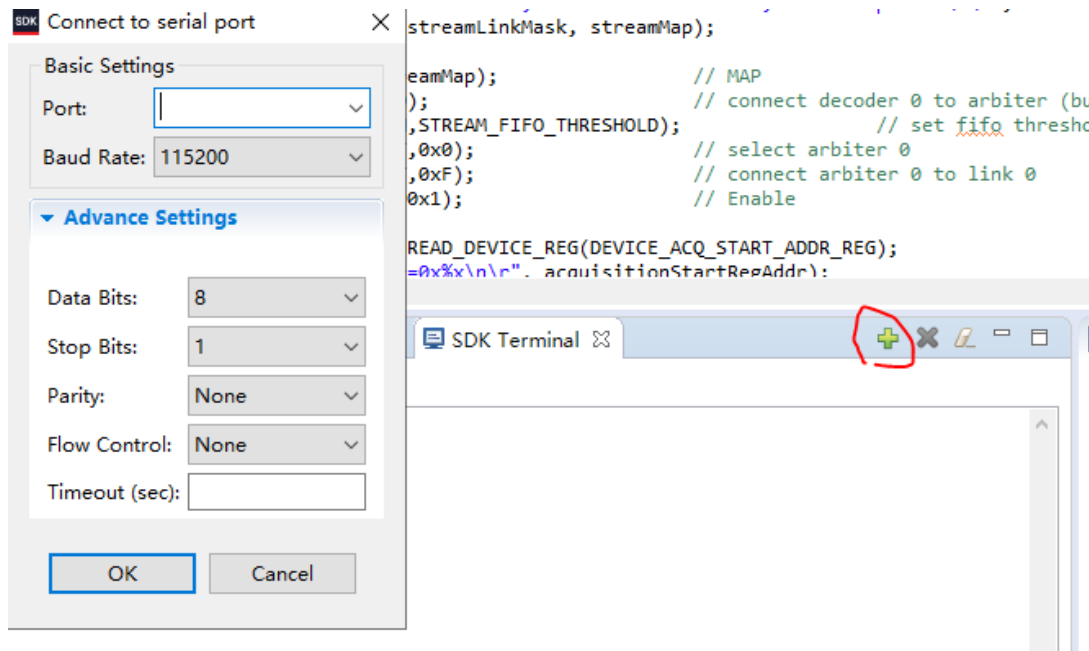 SDK Connect to serial port
Basic Settings
Port:
Baud Rate: 115200
Advance Settings
Data Bits: 8
Stop Bits: 1
Parity: None
Flow Control: None
Timeout (sec):
OK Cancel
streamLinkMask, streamMap);
eamMap); // MAP
); // connect decoder 0 to arbiter (bu
,STREAM_FIFO_THRESHOLD); // set fifo thresho
,0x0); // select arbiter 0
,0xF); // connect arbiter 0 to link 0
0x1); // Enable
READ_DEVICE_REG(DEVICE_ACQ_START_ADDR_REG);
=0x%x\n\r", acquisitionStartRegAddr);
SDK Terminal